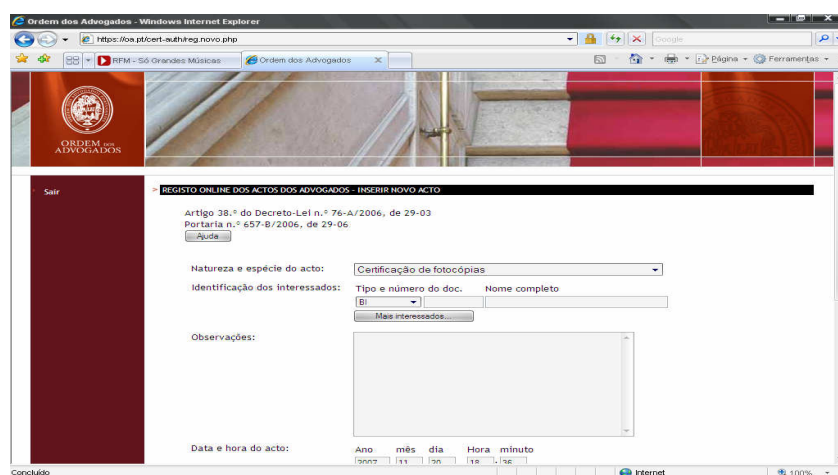 Ordem dos Advogados - Windows Internet Explorer
https://oa.pt/cert-auth/reg.novo.php
Google
RFM - Só Grandes Músicas
Ordem dos Advogados
Página
Ferramentas
ORDEM DOS
ADVOGADOS
Sair
> REGISTO ONLINE DOS ACTOS DOS ADVOGADOS - INSERIR NOVO ACTO
Artigo 38.º do Decreto-Lei n.º 76-A/2006, de 29-03
Portaria n.º 657-B/2006, de 29-06
Ajuda
Natureza e espécie do acto: Certificação de fotocópias
Identificação dos interessados: Tipo e número do doc. Nome completo
BI
Mais interessados...
Observações:
Data e hora do acto: Ano mês dia Hora minuto
2007 11 20 18 : 36
Concluído
Internet
100%